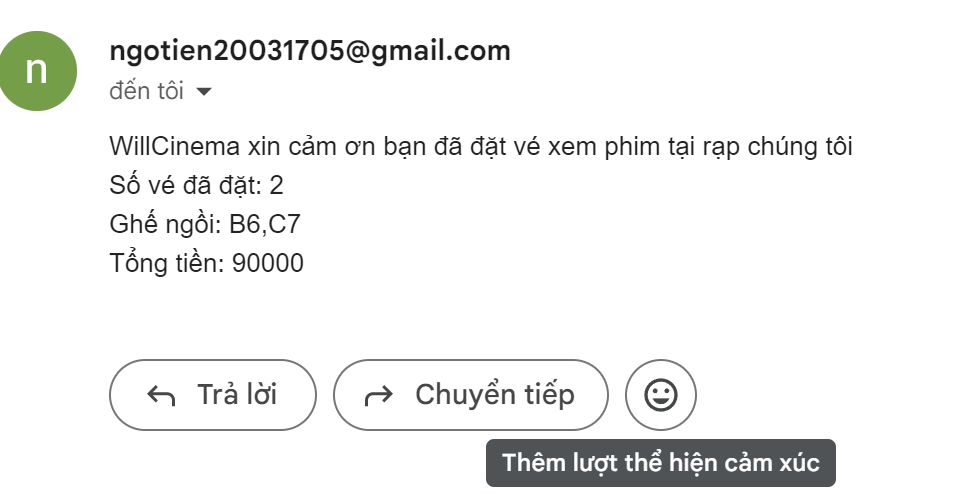 n
ngotien20031705@gmail.com
đến tôi
WillCinema xin cảm ơn bạn đã đặt vé xem phim tại rạp chúng tôi
Số vé đã đặt: 2
Ghế ngồi: B6,C7
Tổng tiền: 90000
Trả lời
Chuyển tiếp
Thêm lượt thể hiện cảm xúc